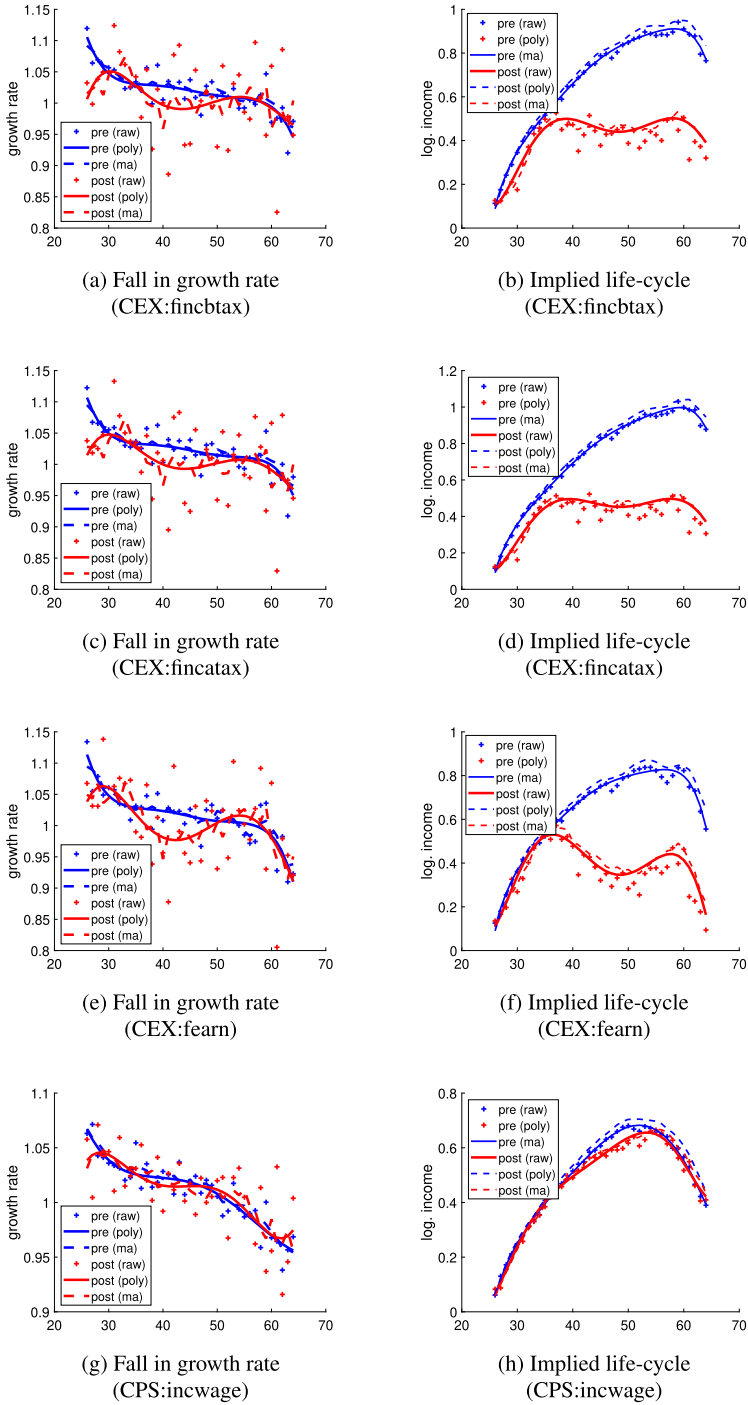 1.15
1.1
1.05
1
0.95
0.9
0.85
0.8
growth rate
pre (raw)
pre (poly)
pre (ma)
post (raw)
post (poly)
post (ma)
20 30 40 50 60 70
(a) Fall in growth rate
(CEX:fincbtax)
1
0.8
0.6
0.4
0.2
0
log. income
pre (raw)
pre (poly)
pre (ma)
post (raw)
post (poly)
post (ma)
20 30 40 50 60 70
(b) Implied life-cycle
(CEX:fincbtax)
1.15
1.1
1.05
1
0.95
0.9
0.85
0.8
growth rate
pre (raw)
pre (poly)
pre (ma)
post (raw)
post (poly)
post (ma)
20 30 40 50 60 70
(c) Fall in growth rate
(CEX:fincatax)
1.2
1
0.8
0.6
0.4
0.2
0
log. income
pre (raw)
pre (poly)
pre (ma)
post (raw)
post (poly)
post (ma)
20 30 40 50 60 70
(d) Implied life-cycle
(CEX:fincatax)
1.15
1.1
1.05
1
0.95
0.9
0.85
0.8
growth rate
pre (raw)
pre (poly)
pre (ma)
post (raw)
post (poly)
post (ma)
20 30 40 50 60 70
(e) Fall in growth rate
(CEX:fearn)
1
0.8
0.6
0.4
0.2
0
log. income
pre (raw)
pre (poly)
pre (ma)
post (raw)
post (poly)
post (ma)
20 30 40 50 60 70
(f) Implied life-cycle
(CEX:fearn)
1.1
1.05
1
0.95
0.9
growth rate
pre (raw)
pre (poly)
pre (ma)
post (raw)
post (poly)
post (ma)
20 30 40 50 60 70
(g) Fall in growth rate
(CPS:incwage)
0.8
0.6
0.4
0.2
0
log. income
pre (raw)
pre (poly)
pre (ma)
post (raw)
post (poly)
post (ma)
20 30 40 50 60 70
(h) Implied life-cycle
(CPS:incwage)